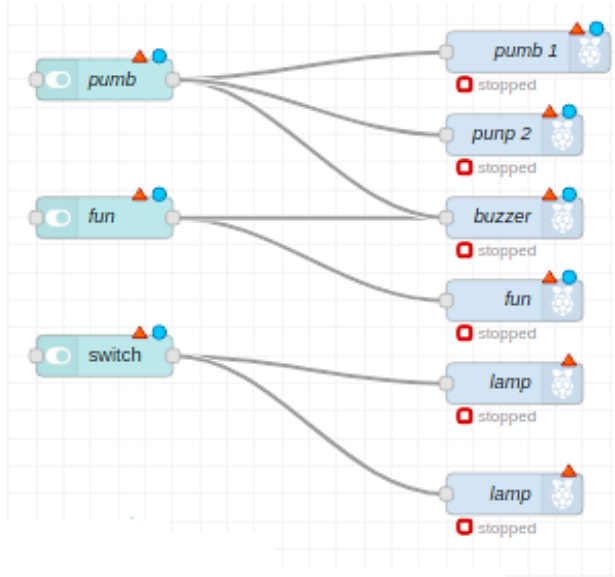 pumb 1
stopped
pumb
punp 2
stopped
fun
buzzer
stopped
fun
stopped
switch
lamp
stopped
lamp
stopped